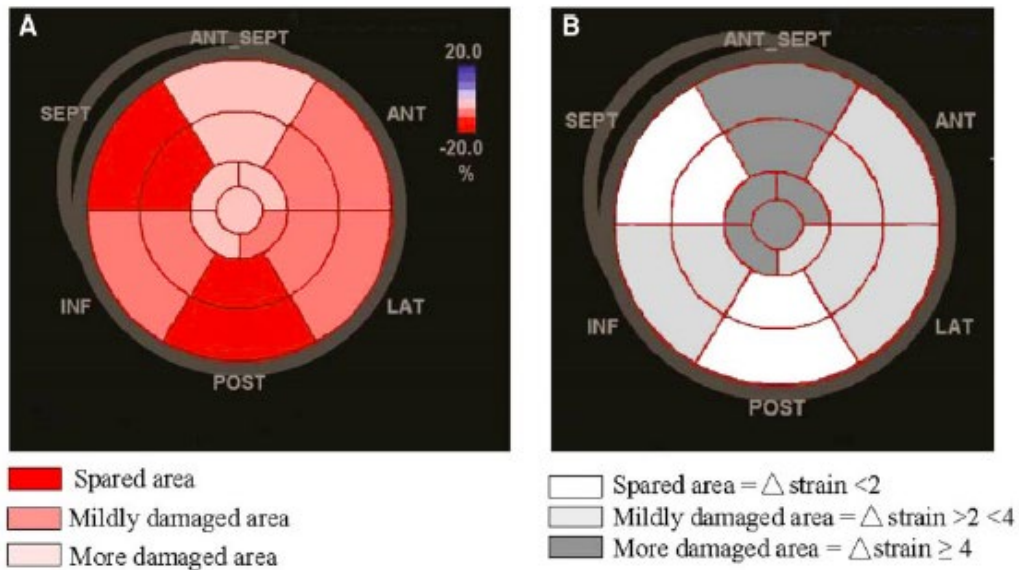 A
ANT_SEPT
20.0
SEPT
ANT
-20.0
%
INF
LAT
POST
Spared area
Mildly damaged area
More damaged area
B
ANT_SEPT
SEPT
ANT
INF
LAT
POST
Spared area = △ strain <2
Mildly damaged area = △ strain >2 <4
More damaged area = △strain ≥ 4